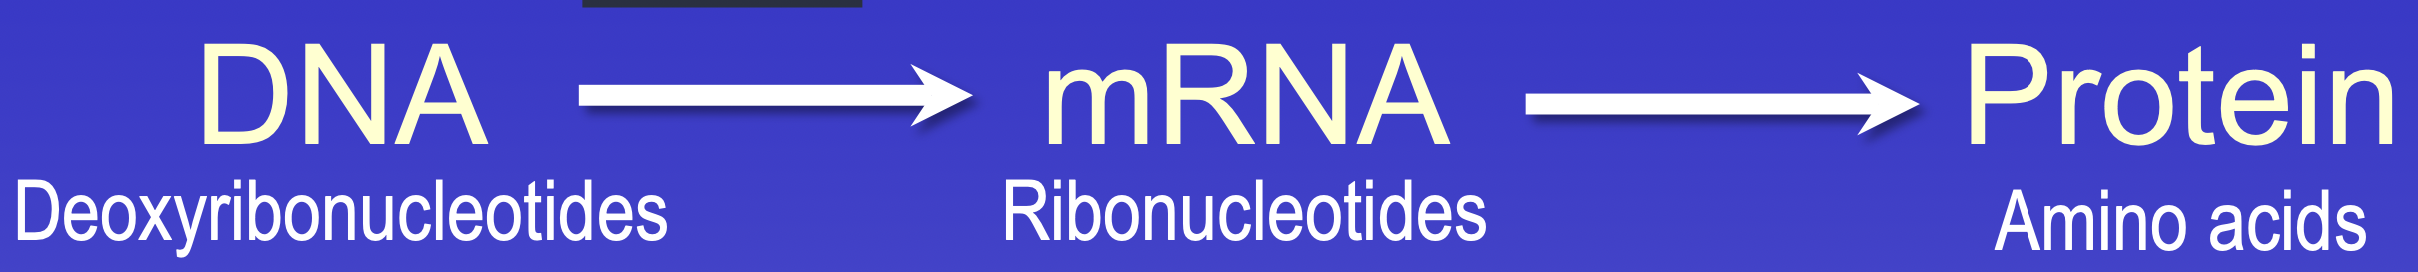 DNA mRNA Protein
Deoxyribonucleotides Ribonucleotides Amino acids